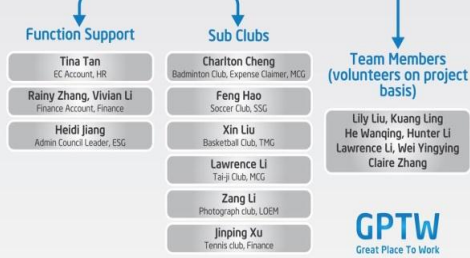 Function Support
Tina Tan
EC Account, HR
Rainy Zhang, Vivian Li
Finance Account, Finance
Heidi Jiang
Admin Council Leader, ESG
Sub Clubs
Charlton Cheng
Badminton Club, Expense Claimer, MCG
Feng Hao
Soccer Club, SSG
Xin Liu
Basketball Club, TMG
Lawrence Li
Tai-ji Club, MCG
Zang Li
Photograph club, LOEM
Jinping Xu
Tennis club, Finance
Team Members
(volunteers on project
basis)
Lily Liu, Kuang Ling
He Wanqing, Hunter Li
Lawrence Li, Wei Yingying
Claire Zhang
GPTW
Great Place To Work